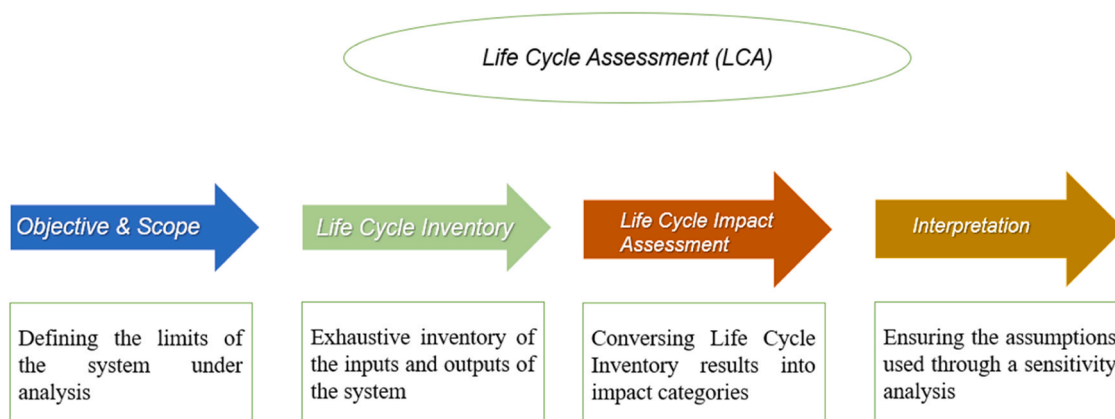 Life Cycle Assessment (LCA)
Objective & Scope
Life Cycle Inventory
Life Cycle Impact
Assessment
Interpretation
Defining the limits of
the system under
analysis
Exhaustive inventory of
the inputs and outputs of
the system
Conversing Life Cycle
Inventory results into
impact categories
Ensuring the assumptions
used through a sensitivity
analysis